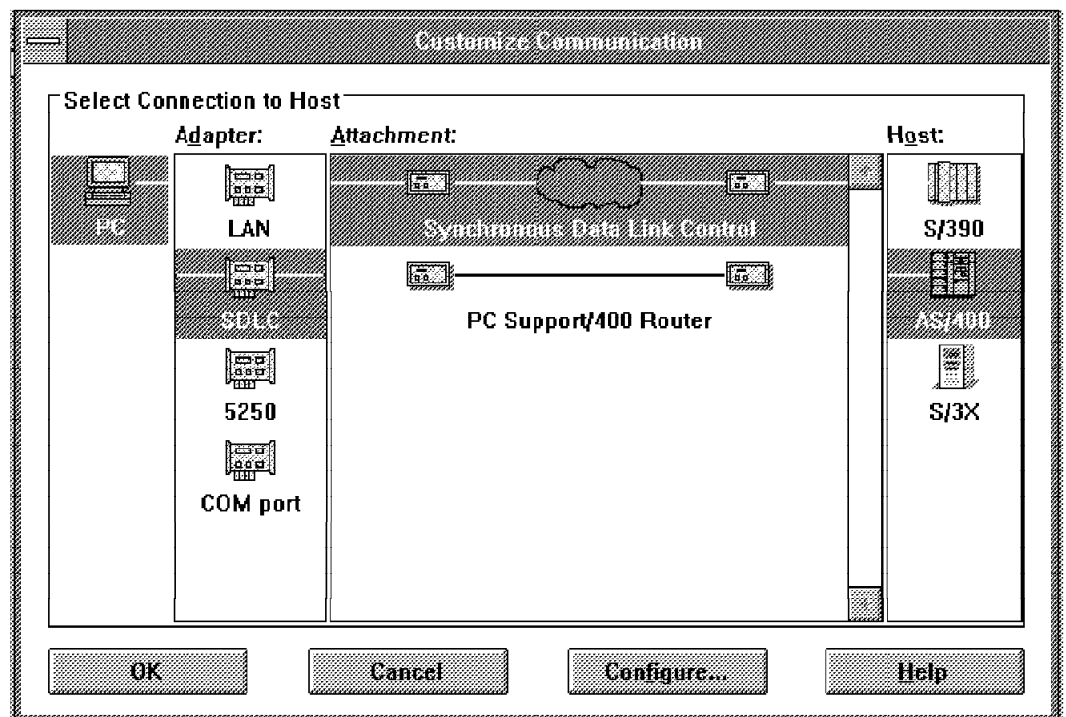 Customize Communication
Select Connection to Host
Adapter: Attachment: Host:
PC LAN Synchronous Data Link Control S/390
SDLC PC Support/400 Router AS/400
5250 S/3X
COM port
OK Cancel Configure... Help